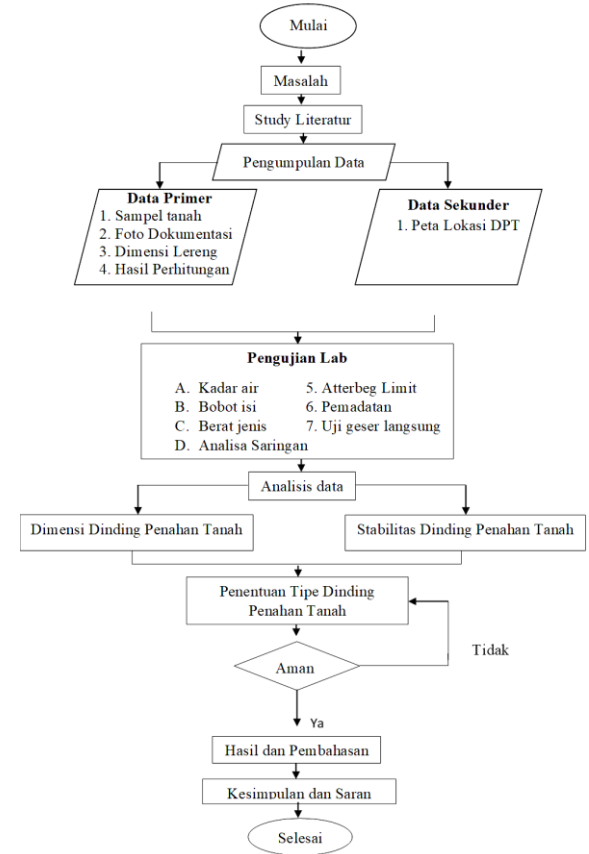 Mulai
Masalah
Study Literatur
Pengumpulan Data
Data Primer
1. Sampel tanah
2. Foto Dokumentasi
3. Dimensi Lereng
4. Hasil Perhitungan
Data Sekunder
1. Peta Lokasi DPT
Pengujian Lab
A. Kadar air
B. Bobot isi
C. Berat jenis
D. Analisa Saringan
5. Atterbeg Limit
6. Pemadatan
7. Uji geser langsung
Analisis data
Dimensi Dinding Penahan Tanah
Stabilitas Dinding Penahan Tanah
Penentuan Tipe Dinding
Penahan Tanah
Tidak
Aman
Ya
Hasil dan Pembahasan
Kesimpulan dan Saran
Selesai